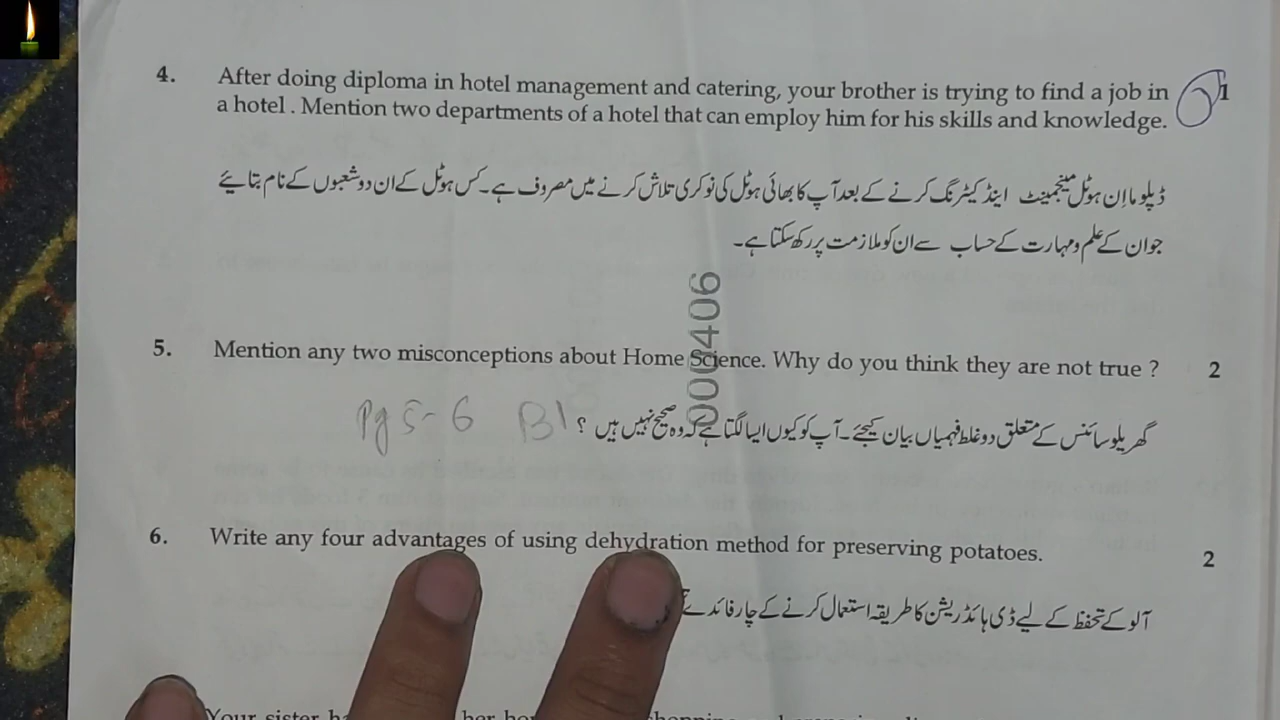 4. After doing diploma in hotel management and catering, your brother is trying to find a job in 1
a hotel . Mention two departments of a hotel that can employ him for his skills and knowledge.
ڈپلوما اِن ہوٹل مینجمینٹ اینڈ کیٹرنگ کرنے کے بعد آپ کا بھائی ہوٹل کی نوکری تلاش کرنے میں مصروف ہے۔ کس ہوٹل کے ان دو شعبوں کے نام بتایئے
جوان کے علم و مہارت کے حساب سے ان کو ملازمت پر رکھ سکتا ہے۔
000406
5. Mention any two misconceptions about Home Science. Why do you think they are not true ? 2
گھریلو سائنس کے متعلق دو غلط فہمیاں بیان کیجئے۔ آپ کو کیوں ایسا لگتا ہے کہ وہ صحیح نہیں ہیں ؟
Pg 5-6 B1
6. Write any four advantages of using dehydration method for preserving potatoes. 2
آلو کے تحفظ کے لیے ڈی ہائڈریشن کا طریقہ استعمال کرنے کے چار فائدے
Your sister her